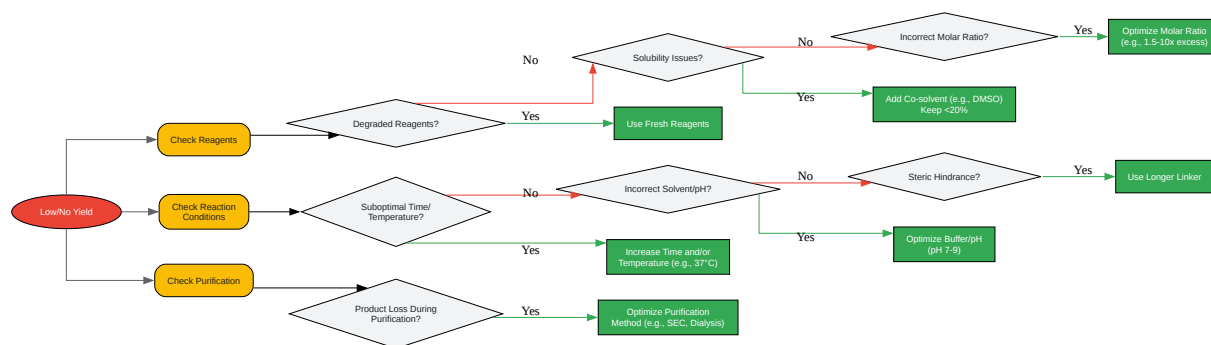 Low/No Yield
Check Reagents
Degraded Reagents?
Yes
Use Fresh Reagents
No
Solubility Issues?
Yes
Add Co-solvent (e.g., DMSO)
Keep <20%
No
Incorrect Molar Ratio?
Yes
Optimize Molar Ratio
(e.g., 1.5-10x excess)
Check Reaction
Conditions
Suboptimal Time/
Temperature?
Yes
Increase Time and/or
Temperature (e.g., 37°C)
No
Incorrect Solvent/pH?
Yes
Optimize Buffer/pH
(pH 7-9)
No
Steric Hindrance?
Yes
Use Longer Linker
Check Purification
Product Loss During
Purification?
Yes
Optimize Purification
Method (e.g., SEC, Dialysis)